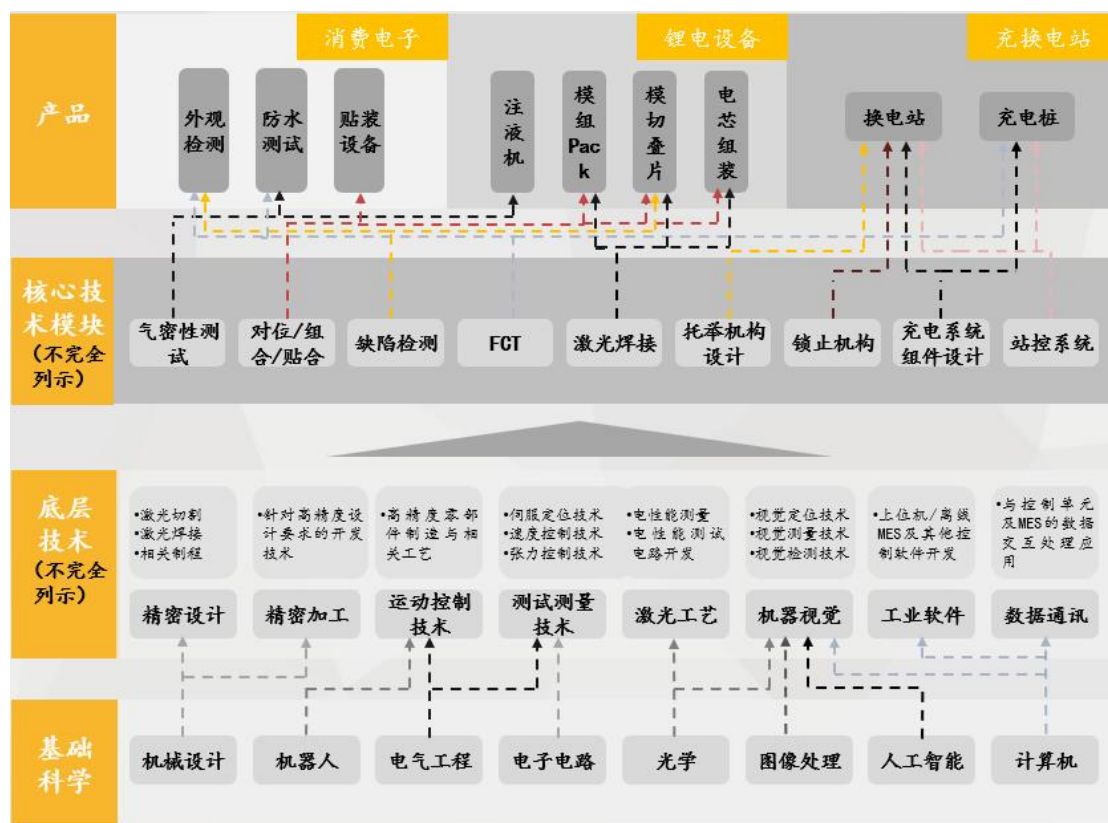 消费电子
锂电设备
充换电站
产品
外观
检测
防水
测试
贴装
设备
注
液
机
模
组
Pac
k
模
切
叠
片
电
芯
组
装
换电站
充电桩
核心技
术模块
(不完全
列示)
气密性测
试
对位/组
合/贴合
缺陷检测
FCT
激光焊接
托举机构
设计
锁止机构
充电系统
组件设计
站控系统
底层
技术
(不完全
列示)
•激光切割
•激光焊接
•相关制程
•针对高精度设
计要求的开发
技术
•高精度零部
件制造与相
关工艺
•伺服定位技术
•速度控制技术
•张力控制技术
•电性能测量
•电性能测试
电路开发
•视觉定位技术
•视觉测量技术
•视觉检测技术
•上位机/离线
MES及其他控
制软件开发
•与控制单元
及MES的数据
交互处理应
用
精密设计
精密加工
运动控制
技术
测试测量
技术
激光工艺
机器视觉
工业软件
数据通讯
基础
科学
机械设计
机器人
电气工程
电子电路
光学
图像处理
人工智能
计算机